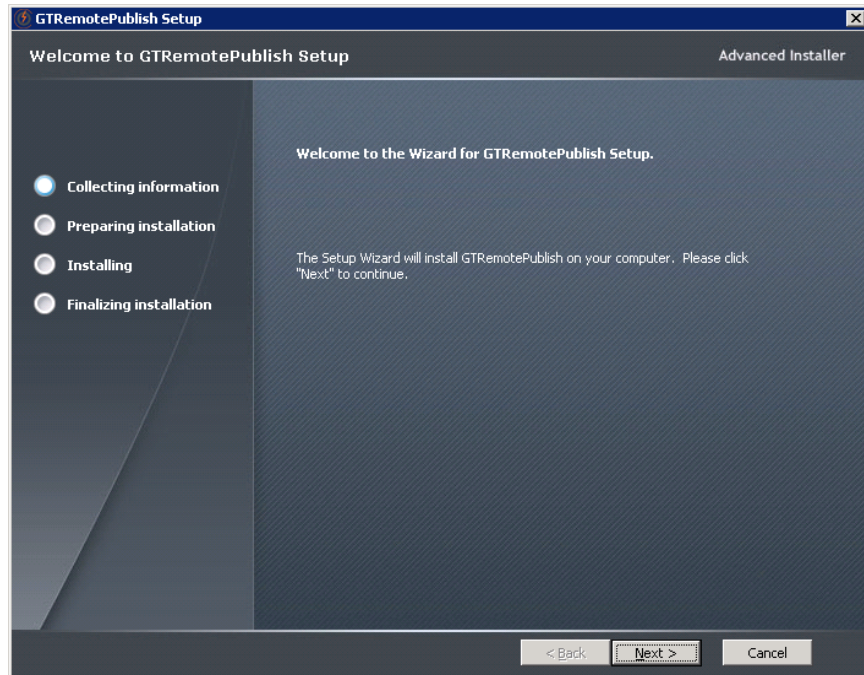 GTRemotePublish Setup
Welcome to GTRemotePublish Setup
Advanced Installer
Welcome to the Wizard for GTRemotePublish Setup.
Collecting information
Preparing installation
Installing
Finalizing installation
The Setup Wizard will install GTRemotePublish on your computer.  Please click
"Next" to continue.
< Back
Next >
Cancel